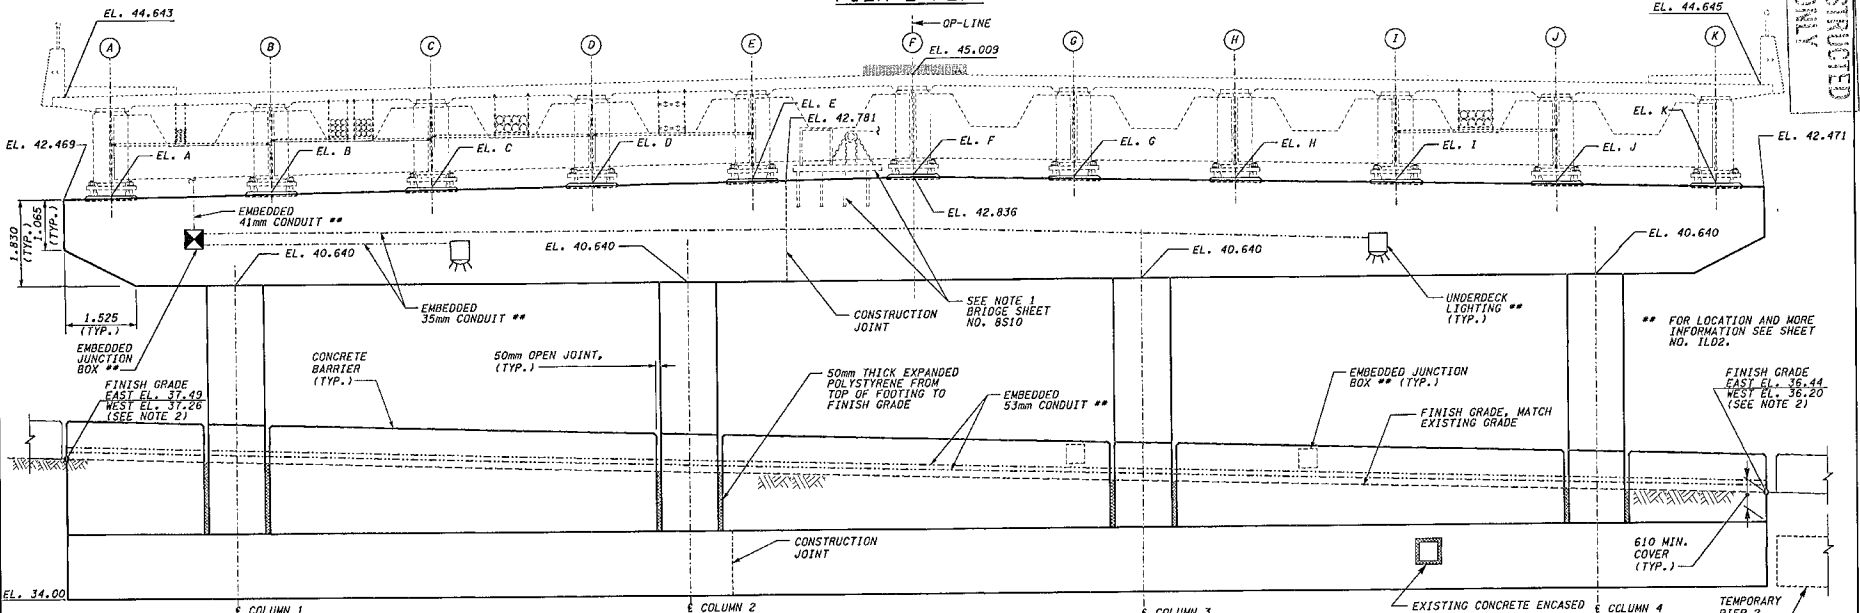 EL. 44.643
OP-LINE
EL. 44.645
STRUCTED
ONLY
A
B
C
D
E
F
G
H
I
J
K
EL. 45.009
EL. E
EL. 42.781
EL. K
EL. 42.469
EL. A
EL. B
EL. C
EL. D
EL. F
EL. G
EL. H
EL. I
EL. J
EL. 42.471
1.830
(TYP.)
1.065
(TYP.)
EMBEDDED
41mm CONDUIT **
EL. 42.836
EL. 40.640
EL. 40.640
EL. 40.640
EL. 40.640
1.525
(TYP.)
EMBEDDED
35mm CONDUIT **
CONSTRUCTION
JOINT
SEE NOTE 1
BRIDGE SHEET
NO. 8S10
UNDERDECK
LIGHTING **
(TYP.)
** FOR LOCATION AND MORE
INFORMATION SEE SHEET
NO. ILD2.
EMBEDDED
JUNCTION
BOX **
CONCRETE
BARRIER
(TYP.)
50mm OPEN JOINT,
(TYP.)
50mm THICK EXPANDED
POLYSTYRENE FROM
TOP OF FOOTING TO
FINISH GRADE
EMBEDDED
53mm CONDUIT **
EMBEDDED JUNCTION
BOX ** (TYP.)
FINISH GRADE, MATCH
EXISTING GRADE
FINISH GRADE
EAST EL. 37.49
WEST EL. 37.26
(SEE NOTE 2)
FINISH GRADE
EAST EL. 36.44
WEST EL. 36.20
(SEE NOTE 2)
CONSTRUCTION
JOINT
610 MIN.
COVER
(TYP.)
EL. 34.00
COLUMN 1
COLUMN 2
COLUMN 3
EXISTING CONCRETE ENCASED
COLUMN 4
TEMPORARY